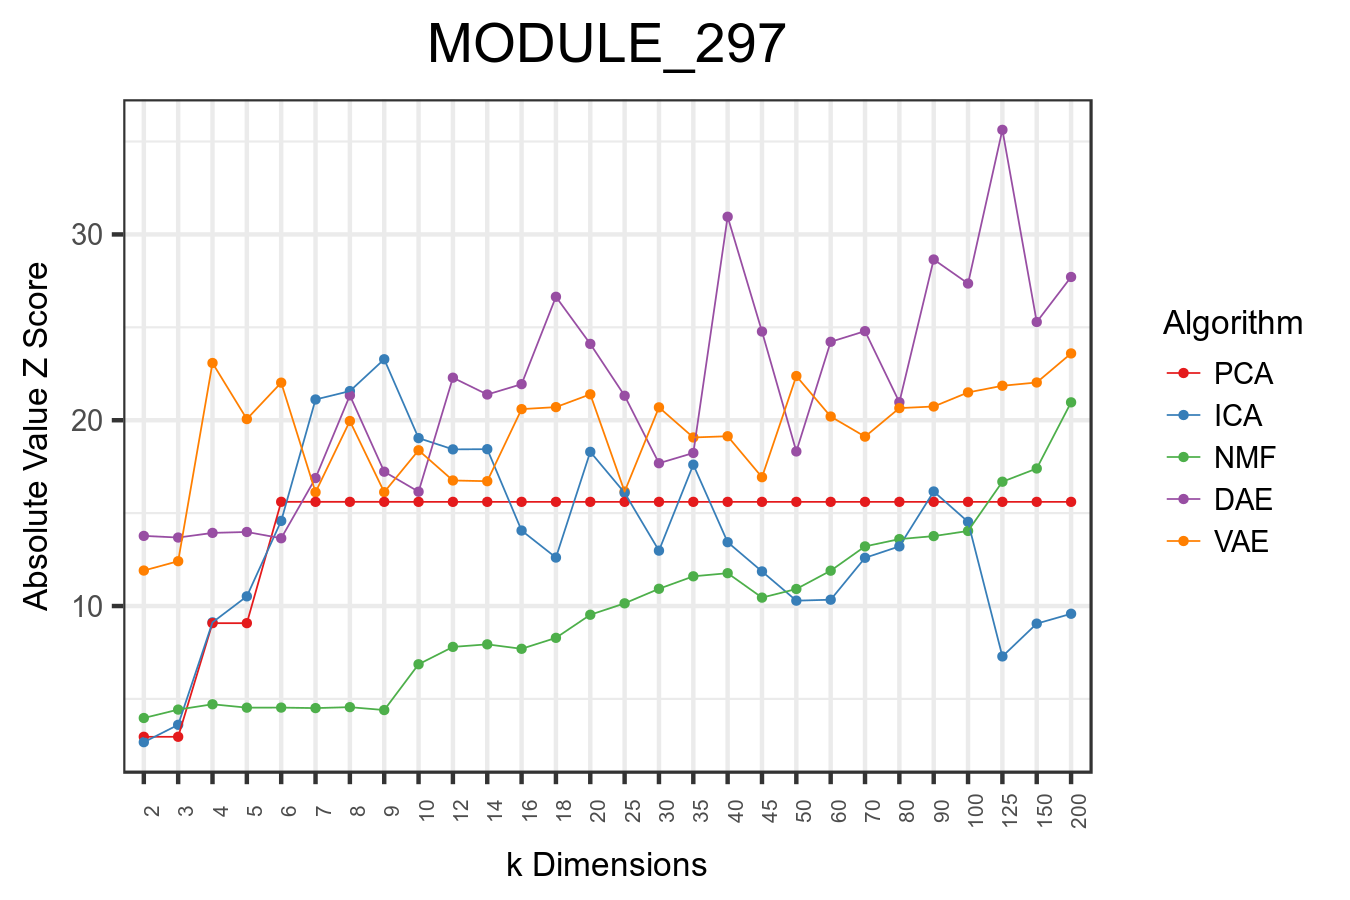 MODULE_297
Absolute Value Z Score
30
20
10
2 3 4 5 6 7 8 9 10 12 14 16 18 20 25 30 35 40 45 50 60 70 80 90 100 125 150 200
k Dimensions
Algorithm
PCA
ICA
NMF
DAE
VAE